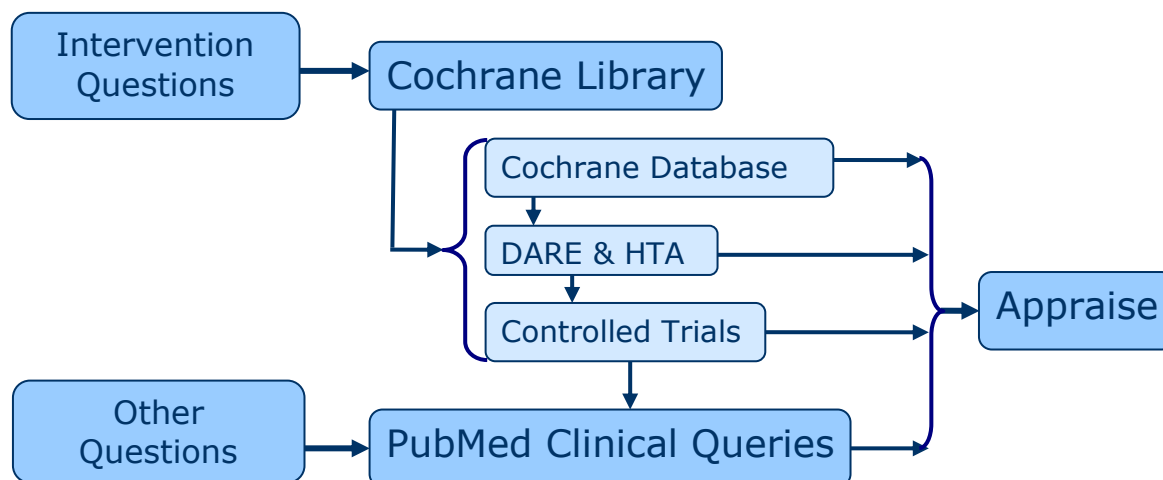 Intervention
Questions
Cochrane Library
Cochrane Database
DARE & HTA
Controlled Trials
Appraise
Other
Questions
PubMed Clinical Queries